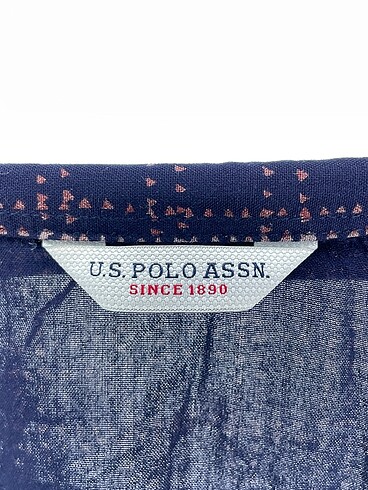 U.S. POLO ASSN.
SINCE 1890